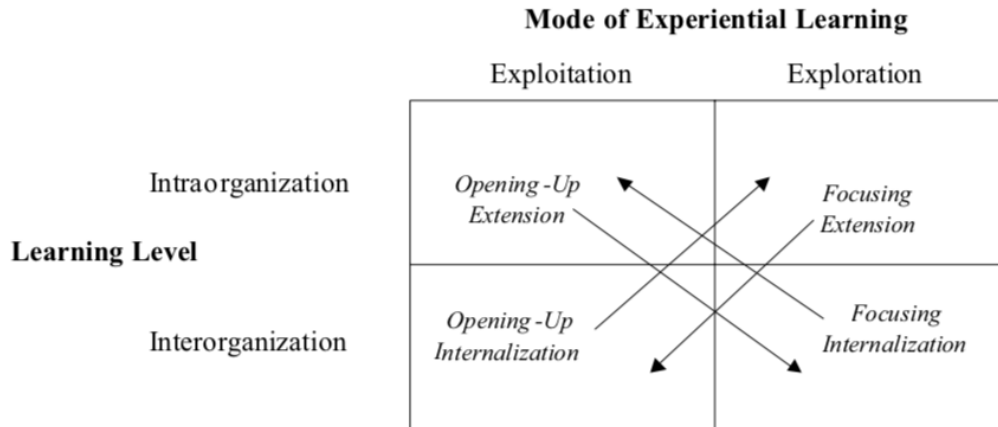 Mode of Experiential Learning
Exploitation
Exploration
Intraorganization
Opening-Up
Extension
Focusing
Extension
Learning Level
Interorganization
Opening-Up
Internalization
Focusing
Internalization